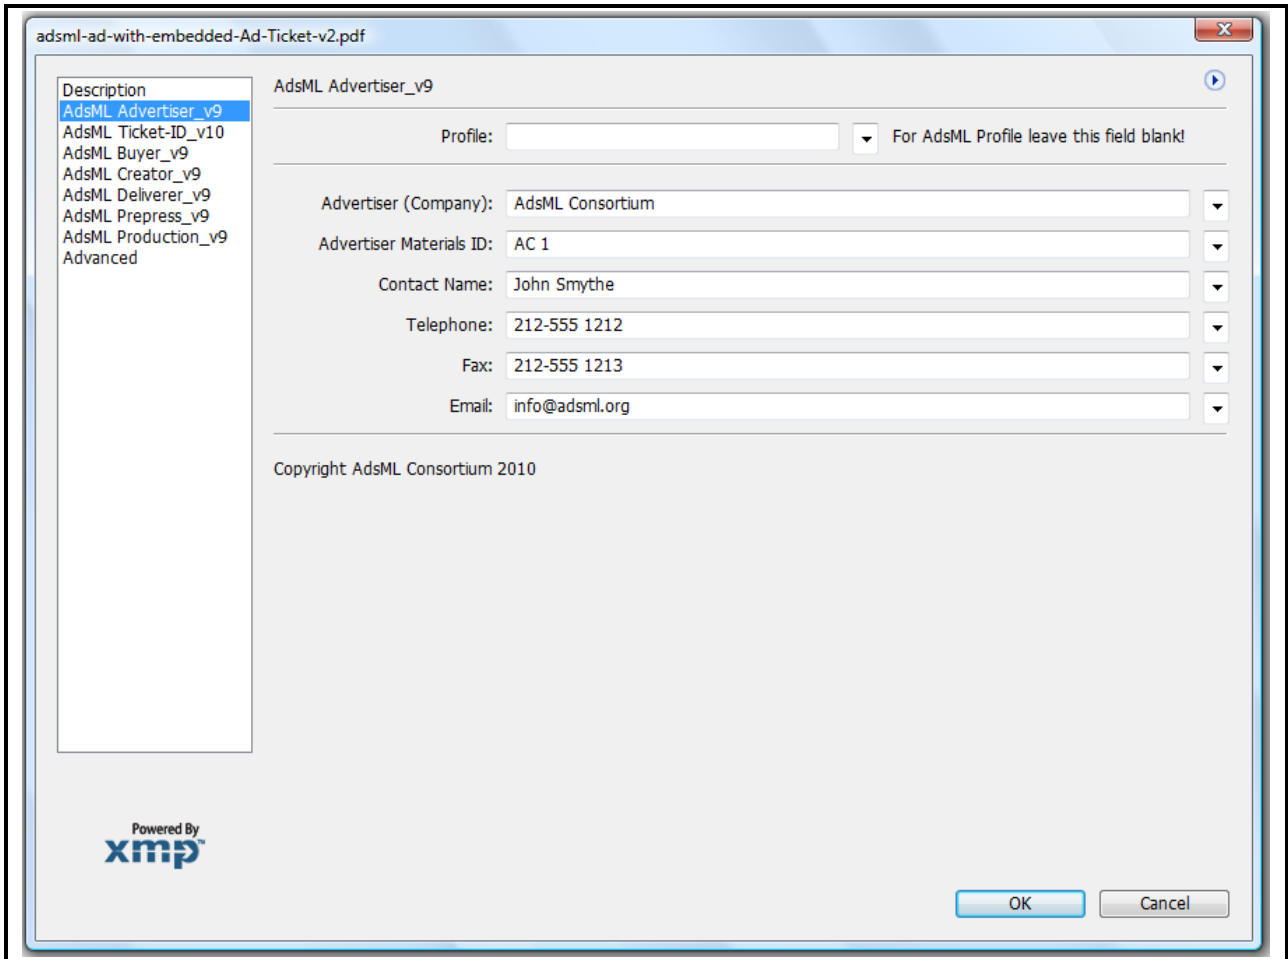 adsml-ad-with-embedded-Ad-Ticket-v2.pdf
Description
AdsML Advertiser_v9
AdsML Ticket-ID_v10
AdsML Buyer_v9
AdsML Creator_v9
AdsML Deliverer_v9
AdsML Prepress_v9
AdsML Production_v9
Advanced
AdsML Advertiser_v9
Profile: For AdsML Profile leave this field blank!
Advertiser (Company): AdsML Consortium
Advertiser Materials ID: AC 1
Contact Name: John Smythe
Telephone: 212-555 1212
Fax: 212-555 1213
Email: info@adsml.org
Copyright AdsML Consortium 2010
Powered By
xmp™
OK Cancel